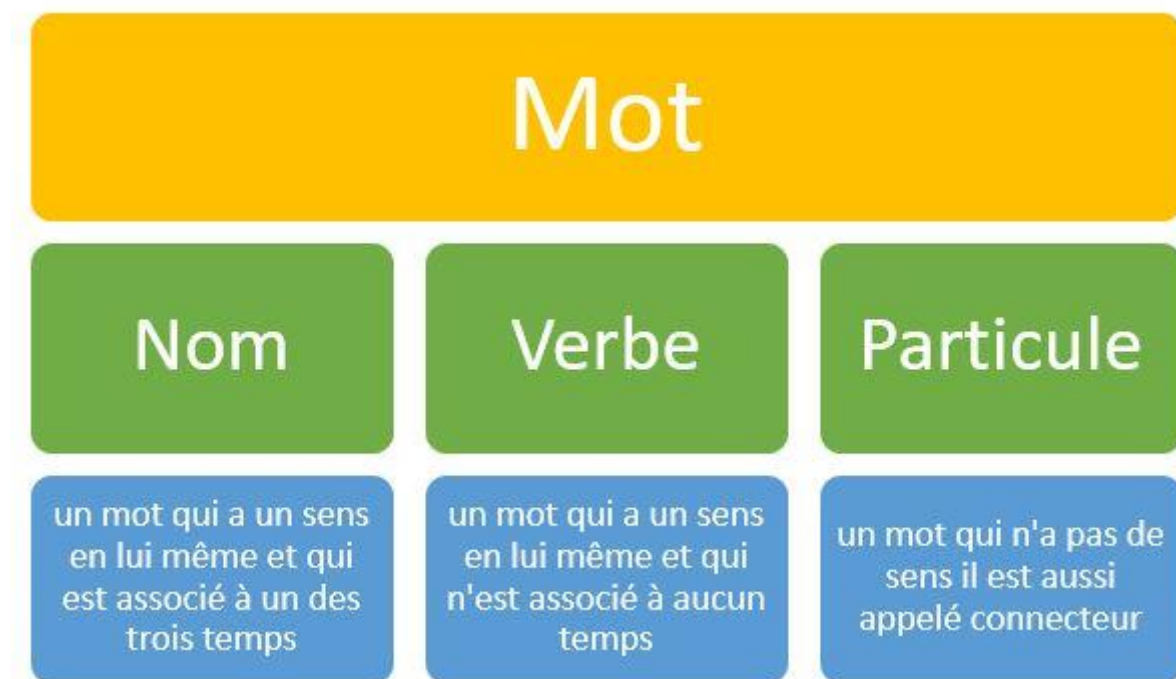 Mot
Nom
Verbe
Particule
un mot qui a un sens
en lui même et qui
est associé à un des
trois temps
un mot qui a un sens
en lui même et qui
n'est associé à aucun
temps
un mot qui n'a pas de
sens il est aussi
appelé connecteur